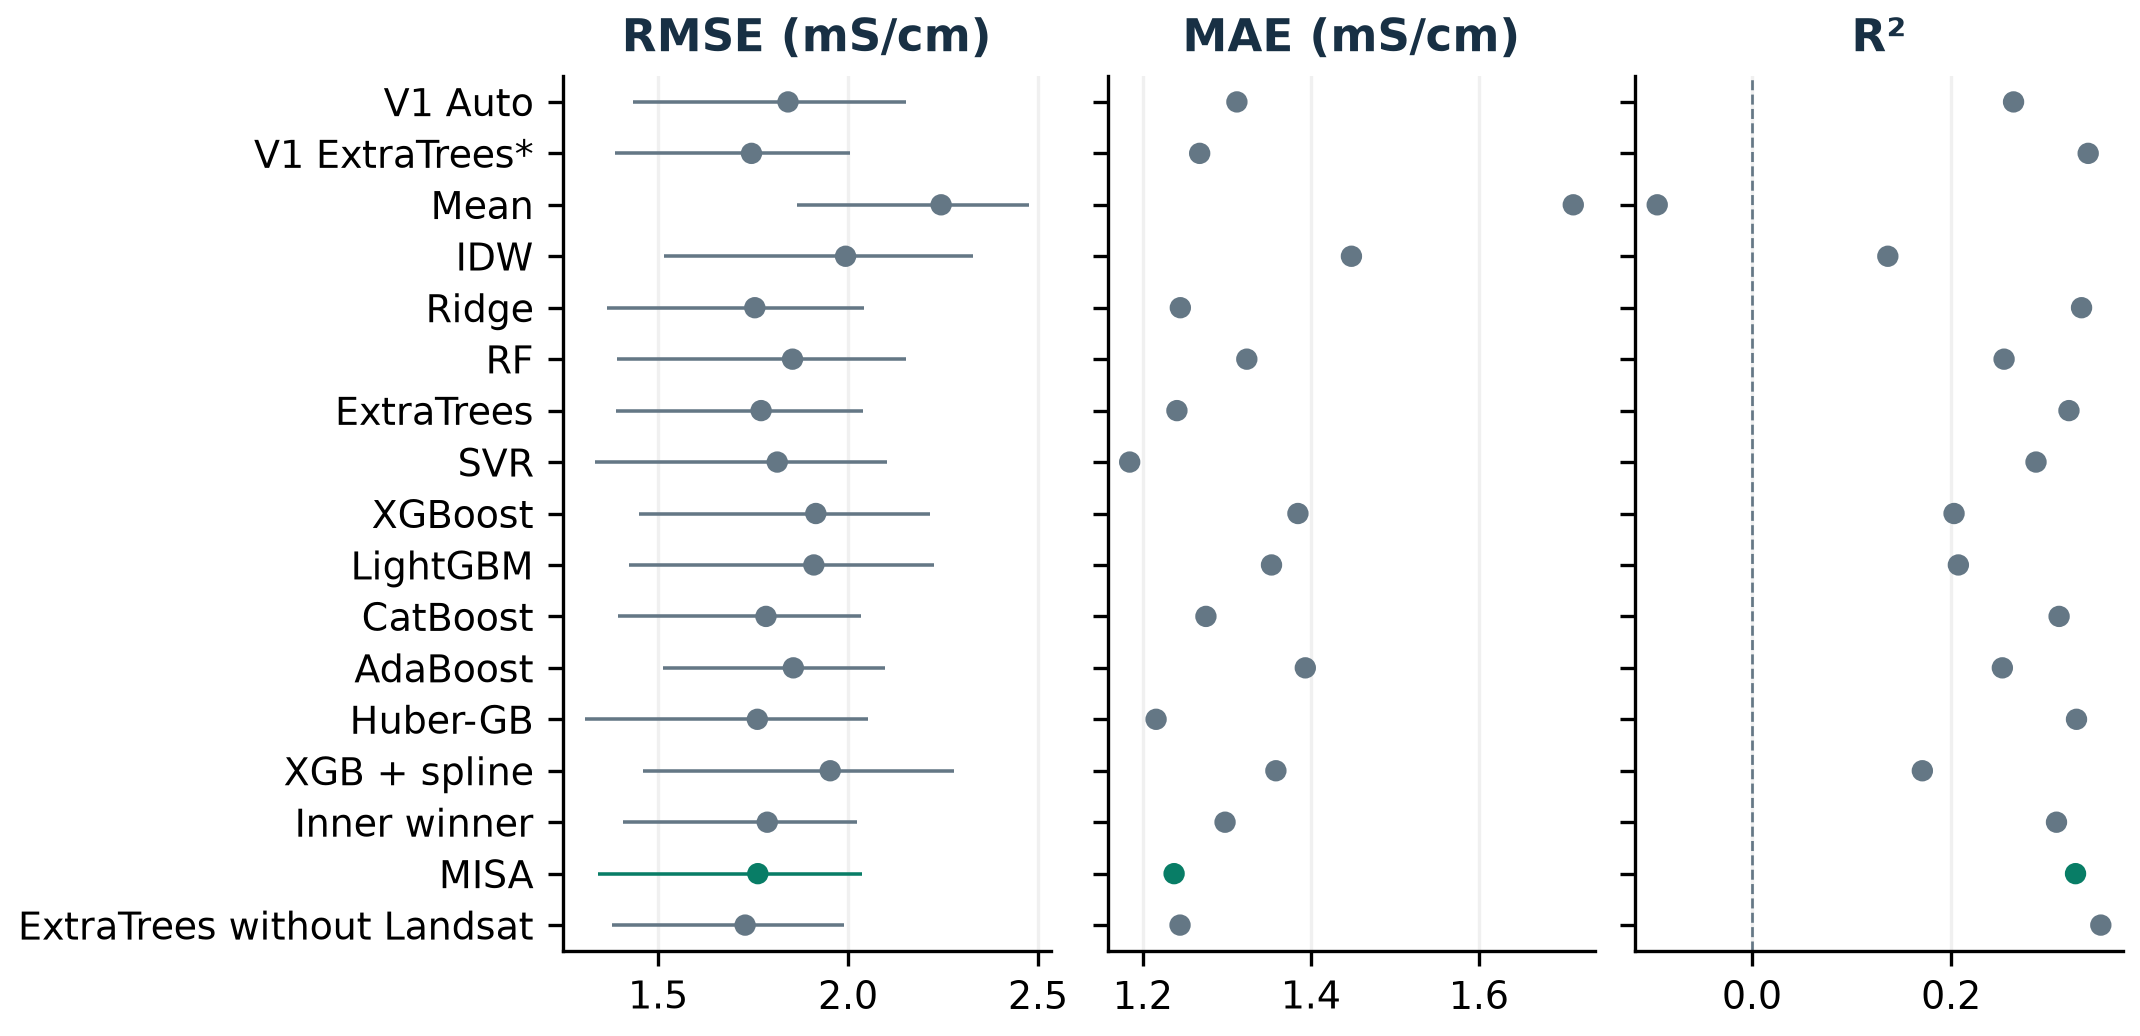 RMSE (mS/cm)
MAE (mS/cm)
R²
V1 Auto
V1 ExtraTrees*
Mean
IDW
Ridge
RF
ExtraTrees
SVR
XGBoost
LightGBM
CatBoost
AdaBoost
Huber-GB
XGB + spline
Inner winner
MISA
ExtraTrees without Landsat
1.5 2.0 2.5
1.2 1.4 1.6
0.0 0.2